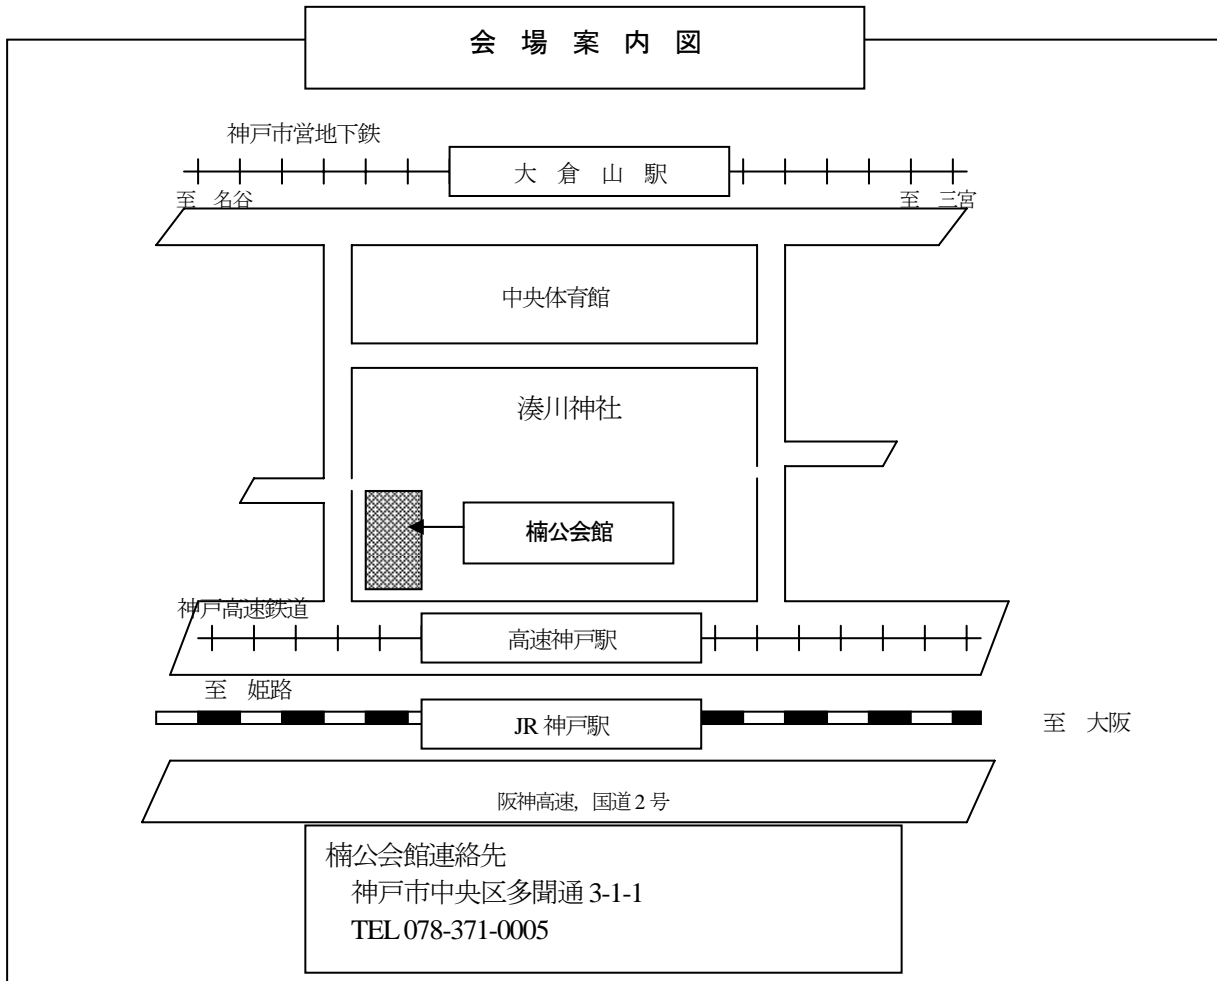 会 場 案 内 図
神戸市営地下鉄
大 倉 山 駅
至 名谷
至 三宮
中央体育館
湊川神社
楠公会館
神戸高速鉄道
高速神戸駅
至 姫路
JR 神戸駅
至 大阪
阪神高速, 国道2号
楠公会館連絡先
神戸市中央区多聞通 3-1-1
TEL 078-371-0005